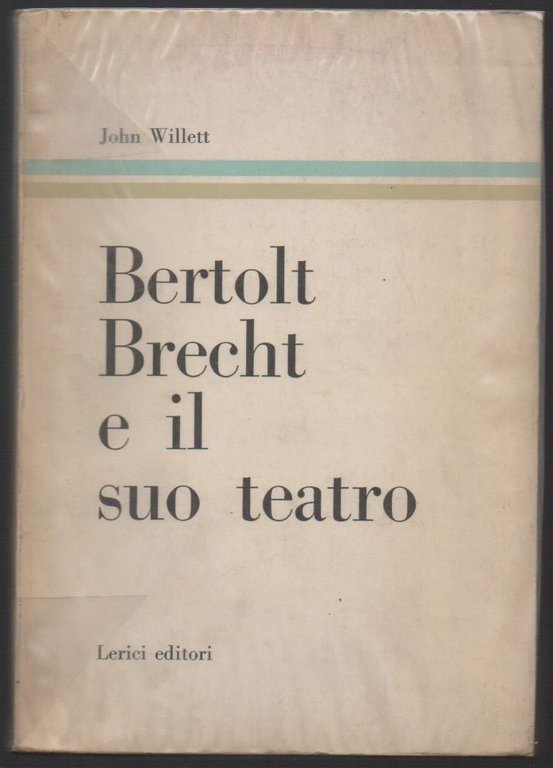 John Willett
Bertolt
Brecht
e il
suo teatro
Lerici editori